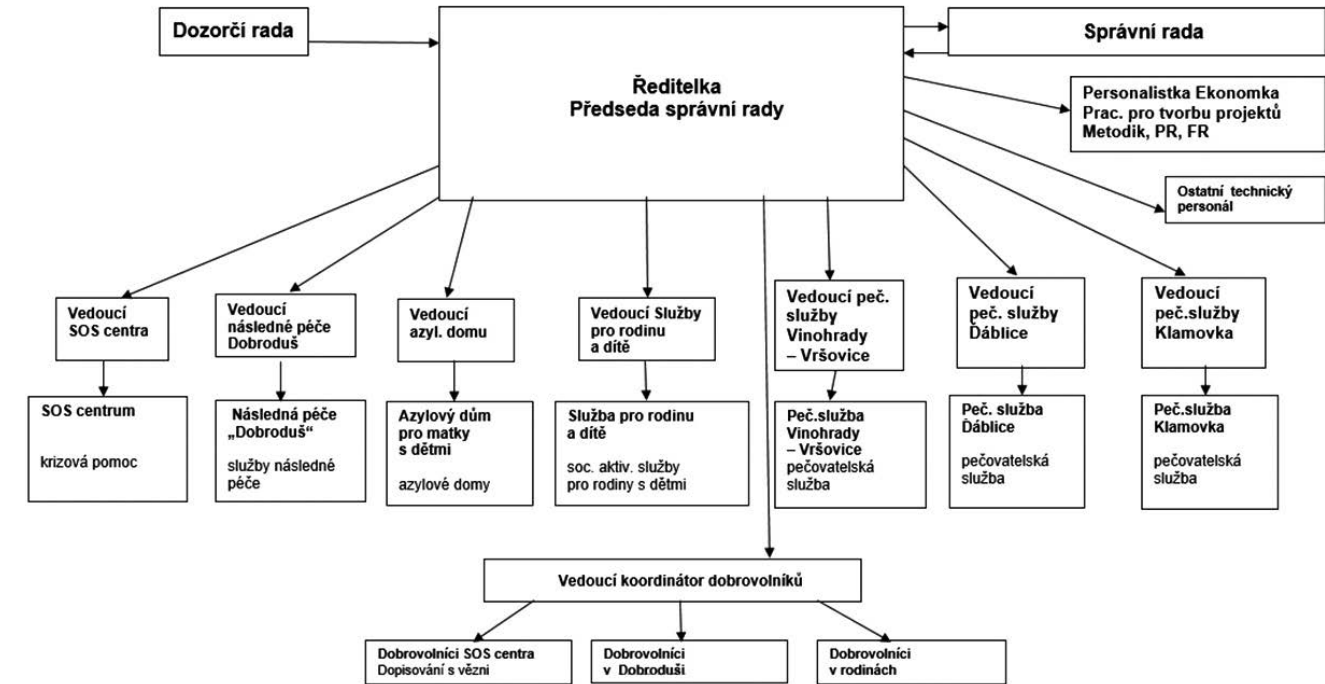 Dozorčí rada
Ředitelka
Předseda správní rady
Správní rada
Personalistka Ekonomka
Prac. pro tvorbu projektů
Metodik, PR, FR
Ostatní technický
personál
Vedoucí
SOS centra
Vedoucí
následné péče
Dobroduš
Vedoucí
azyl. domu
Vedoucí Služby
pro rodinu
a dítě
Vedoucí peč.
služby
Vinohrady
– Vršovice
Vedoucí
peč. služby
Ďáblice
Vedoucí
peč.služby
Klamovka
SOS centrum
krizová pomoc
Následná péče
„Dobroduš“
služby následné
péče
Azylový dům
pro matky
s dětmi
azylové domy
Služba pro rodinu
a dítě
soc. aktiv. služby
pro rodiny s dětmi
Peč.služba
Vinohrady
– Vršovice
pečovatelská
služba
Peč. služba
Ďáblice
pečovatelská
služba
Peč.služba
Klamovka
pečovatelská
služba
Vedoucí koordinátor dobrovolníků
Dobrovolníci SOS centra
Dopisování s vězni
Dobrovolníci
v Dobroduši
Dobrovolníci
v rodinách